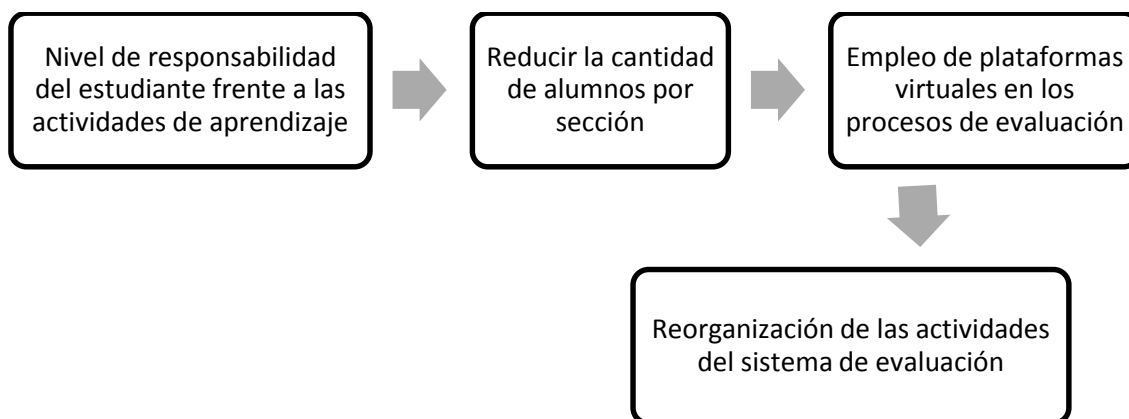 Nivel de responsabilidad
del estudiante frente a las
actividades de aprendizaje
Reducir la cantidad
de alumnos por
sección
Empleo de plataformas
virtuales en los
procesos de evaluación
Reorganización de las actividades
del sistema de evaluación